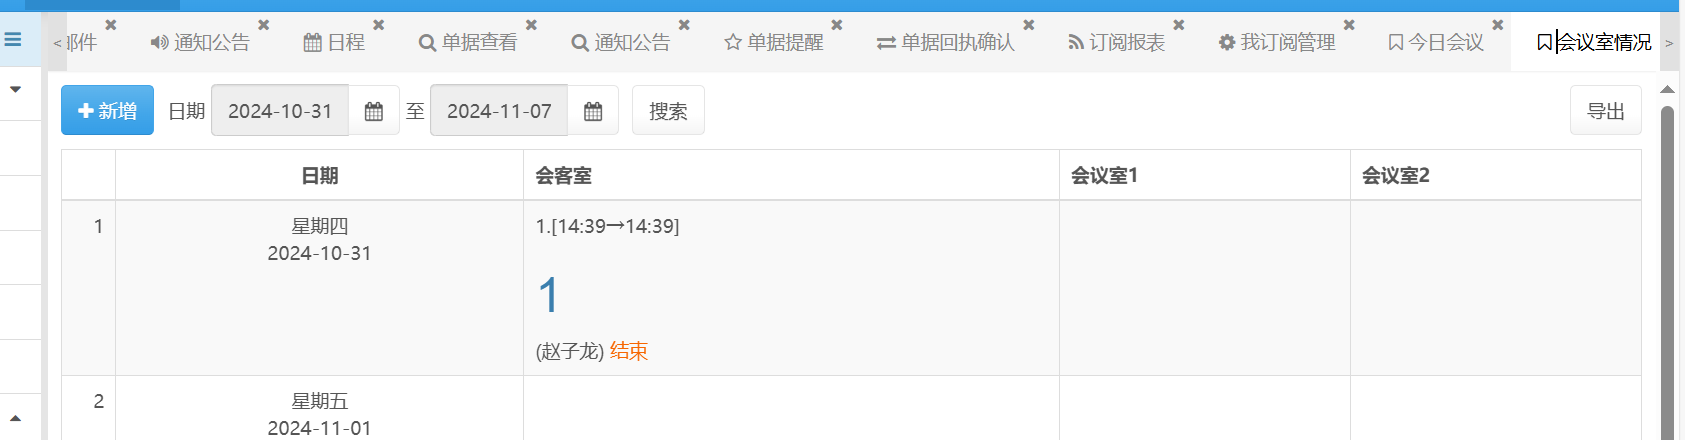 邮件 通知公告 日程 单据查看 通知公告 单据提醒 单据回执确认 订阅报表 我订阅管理 今日会议 会议室情况
新增 日期 2024-10-31 至 2024-11-07 搜索 导出
日期 会客室 会议室1 会议室2
1 星期四 1.[14:39→14:39]
2024-10-31
1
(赵子龙) 结束
2 星期五
2024-11-01